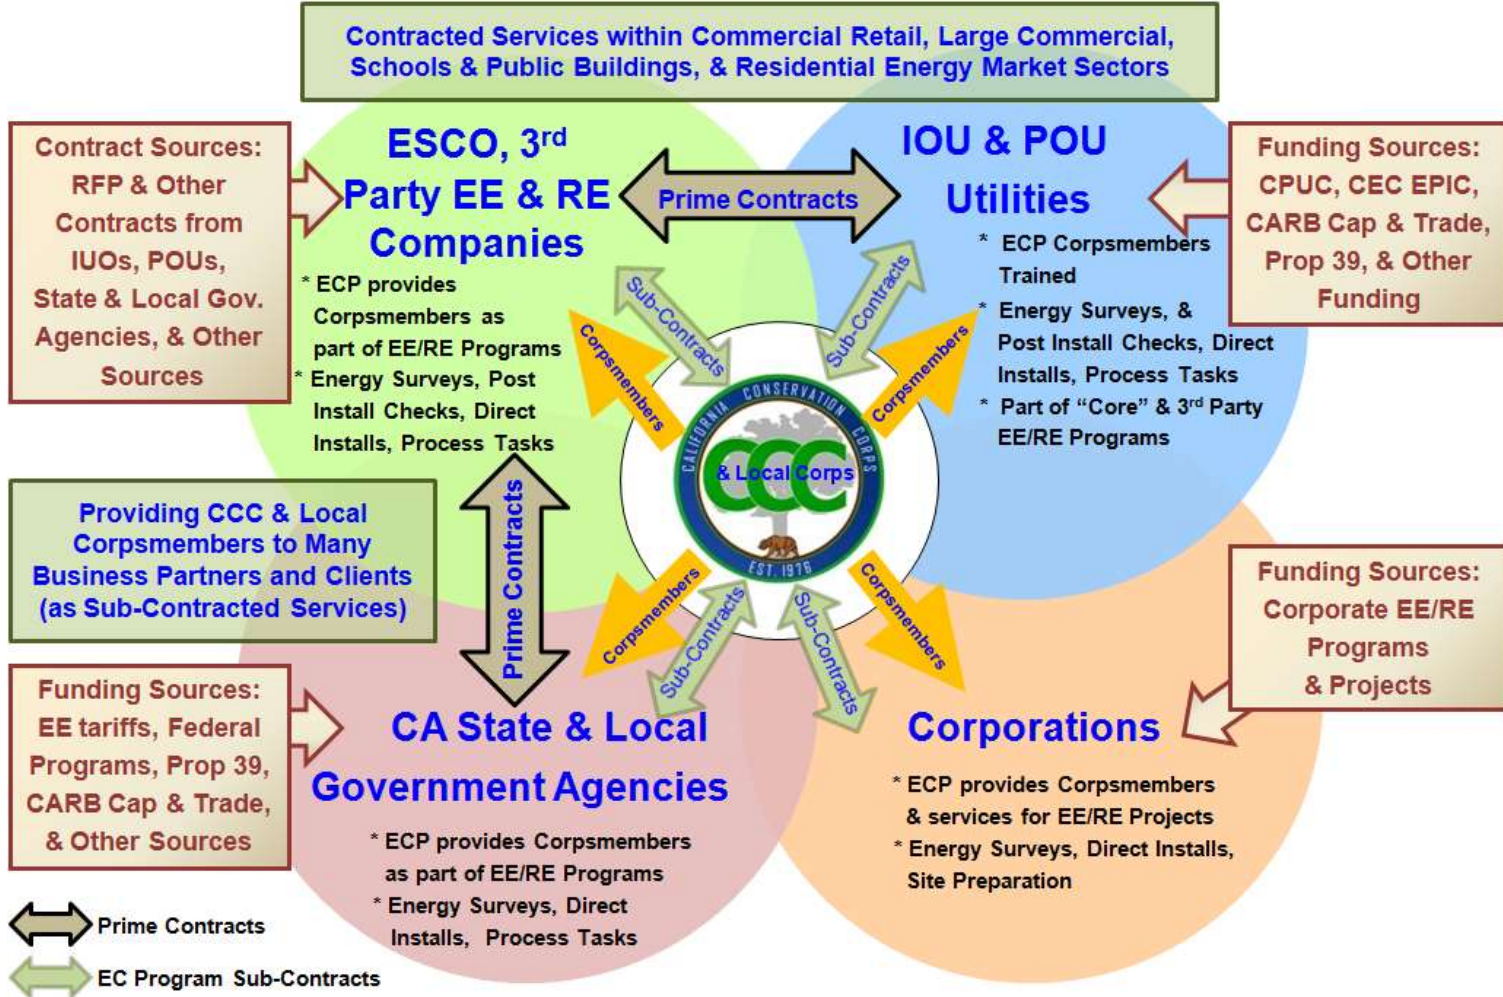 Contracted Services within Commercial Retail, Large Commercial,
Schools & Public Buildings, & Residential Energy Market Sectors
Contract Sources:
RFP & Other
Contracts from
IUOs, POUs,
State & Local Gov.
Agencies, & Other
Sources
ESCO, 3rd
Party EE & RE
Companies
* ECP provides
Corpsmembers as
part of EE/RE Programs
* Energy Surveys, Post
Install Checks, Direct
Installs, Process Tasks
Prime Contracts
IOU & POU
Utilities
* ECP Corpsmembers
Trained
* Energy Surveys, &
Post Install Checks, Direct
Installs, Process Tasks
* Part of “Core” & 3rd Party
EE/RE Programs
Funding Sources:
CPUC, CEC EPIC,
CARB Cap & Trade,
Prop 39, & Other
Funding
Sub-Contracts
Sub-Contracts
Corpsmembers
Corpsmembers
CALIFORNIA CONSERVATION CORPS
CCC
& Local Corps
EST. 1976
Providing CCC & Local
Corpsmembers to Many
Business Partners and Clients
(as Sub-Contracted Services)
Prime Contracts
Corpsmembers
Corpsmembers
Sub-Contracts
Sub-Contracts
Funding Sources:
Corporate EE/RE
Programs
& Projects
Funding Sources:
EE tariffs, Federal
Programs, Prop 39,
CARB Cap & Trade,
& Other Sources
CA State & Local
Government Agencies
* ECP provides Corpsmembers
as part of EE/RE Programs
* Energy Surveys, Direct
Installs, Process Tasks
Corporations
* ECP provides Corpsmembers
& services for EE/RE Projects
* Energy Surveys, Direct Installs,
Site Preparation
Prime Contracts
EC Program Sub-Contracts